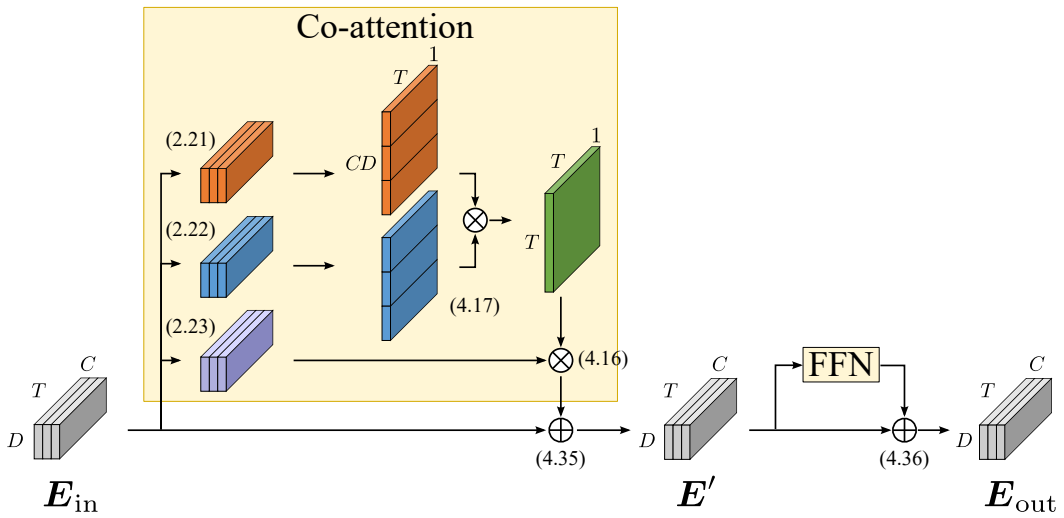 Co-attention
1
T
(2.21)
CD
1
T
(2.22)
T
(4.17)
(2.23)
(4.16)
FFN
C
T
D
C
T
D
C
T
D
(4.35)
(4.36)
E_in
E′
E_out